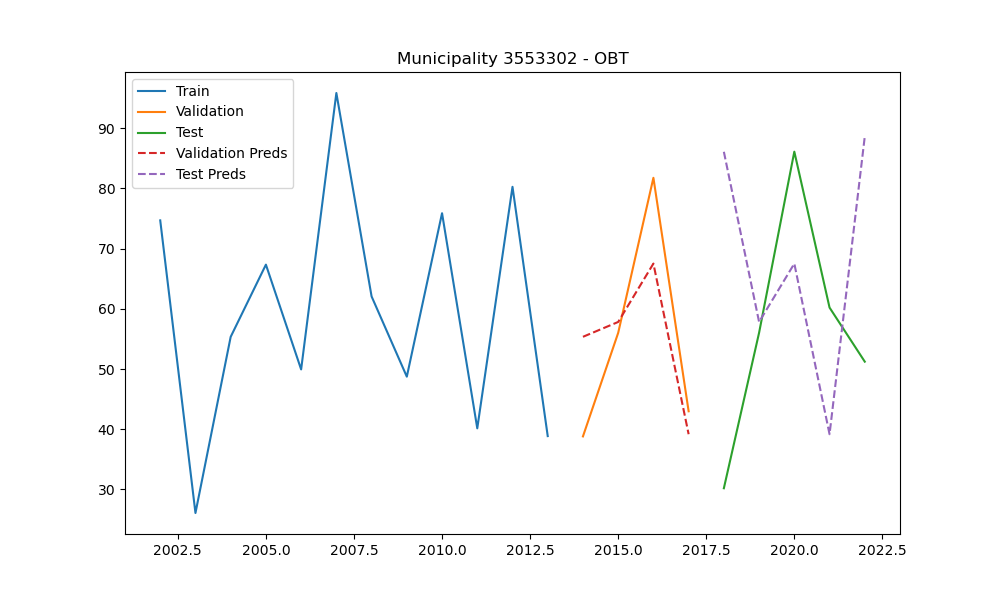 Municipality 3553302 - OBT
Train
Validation
Test
Validation Preds
Test Preds
90
80
70
60
50
40
30
2002.5 2005.0 2007.5 2010.0 2012.5 2015.0 2017.5 2020.0 2022.5